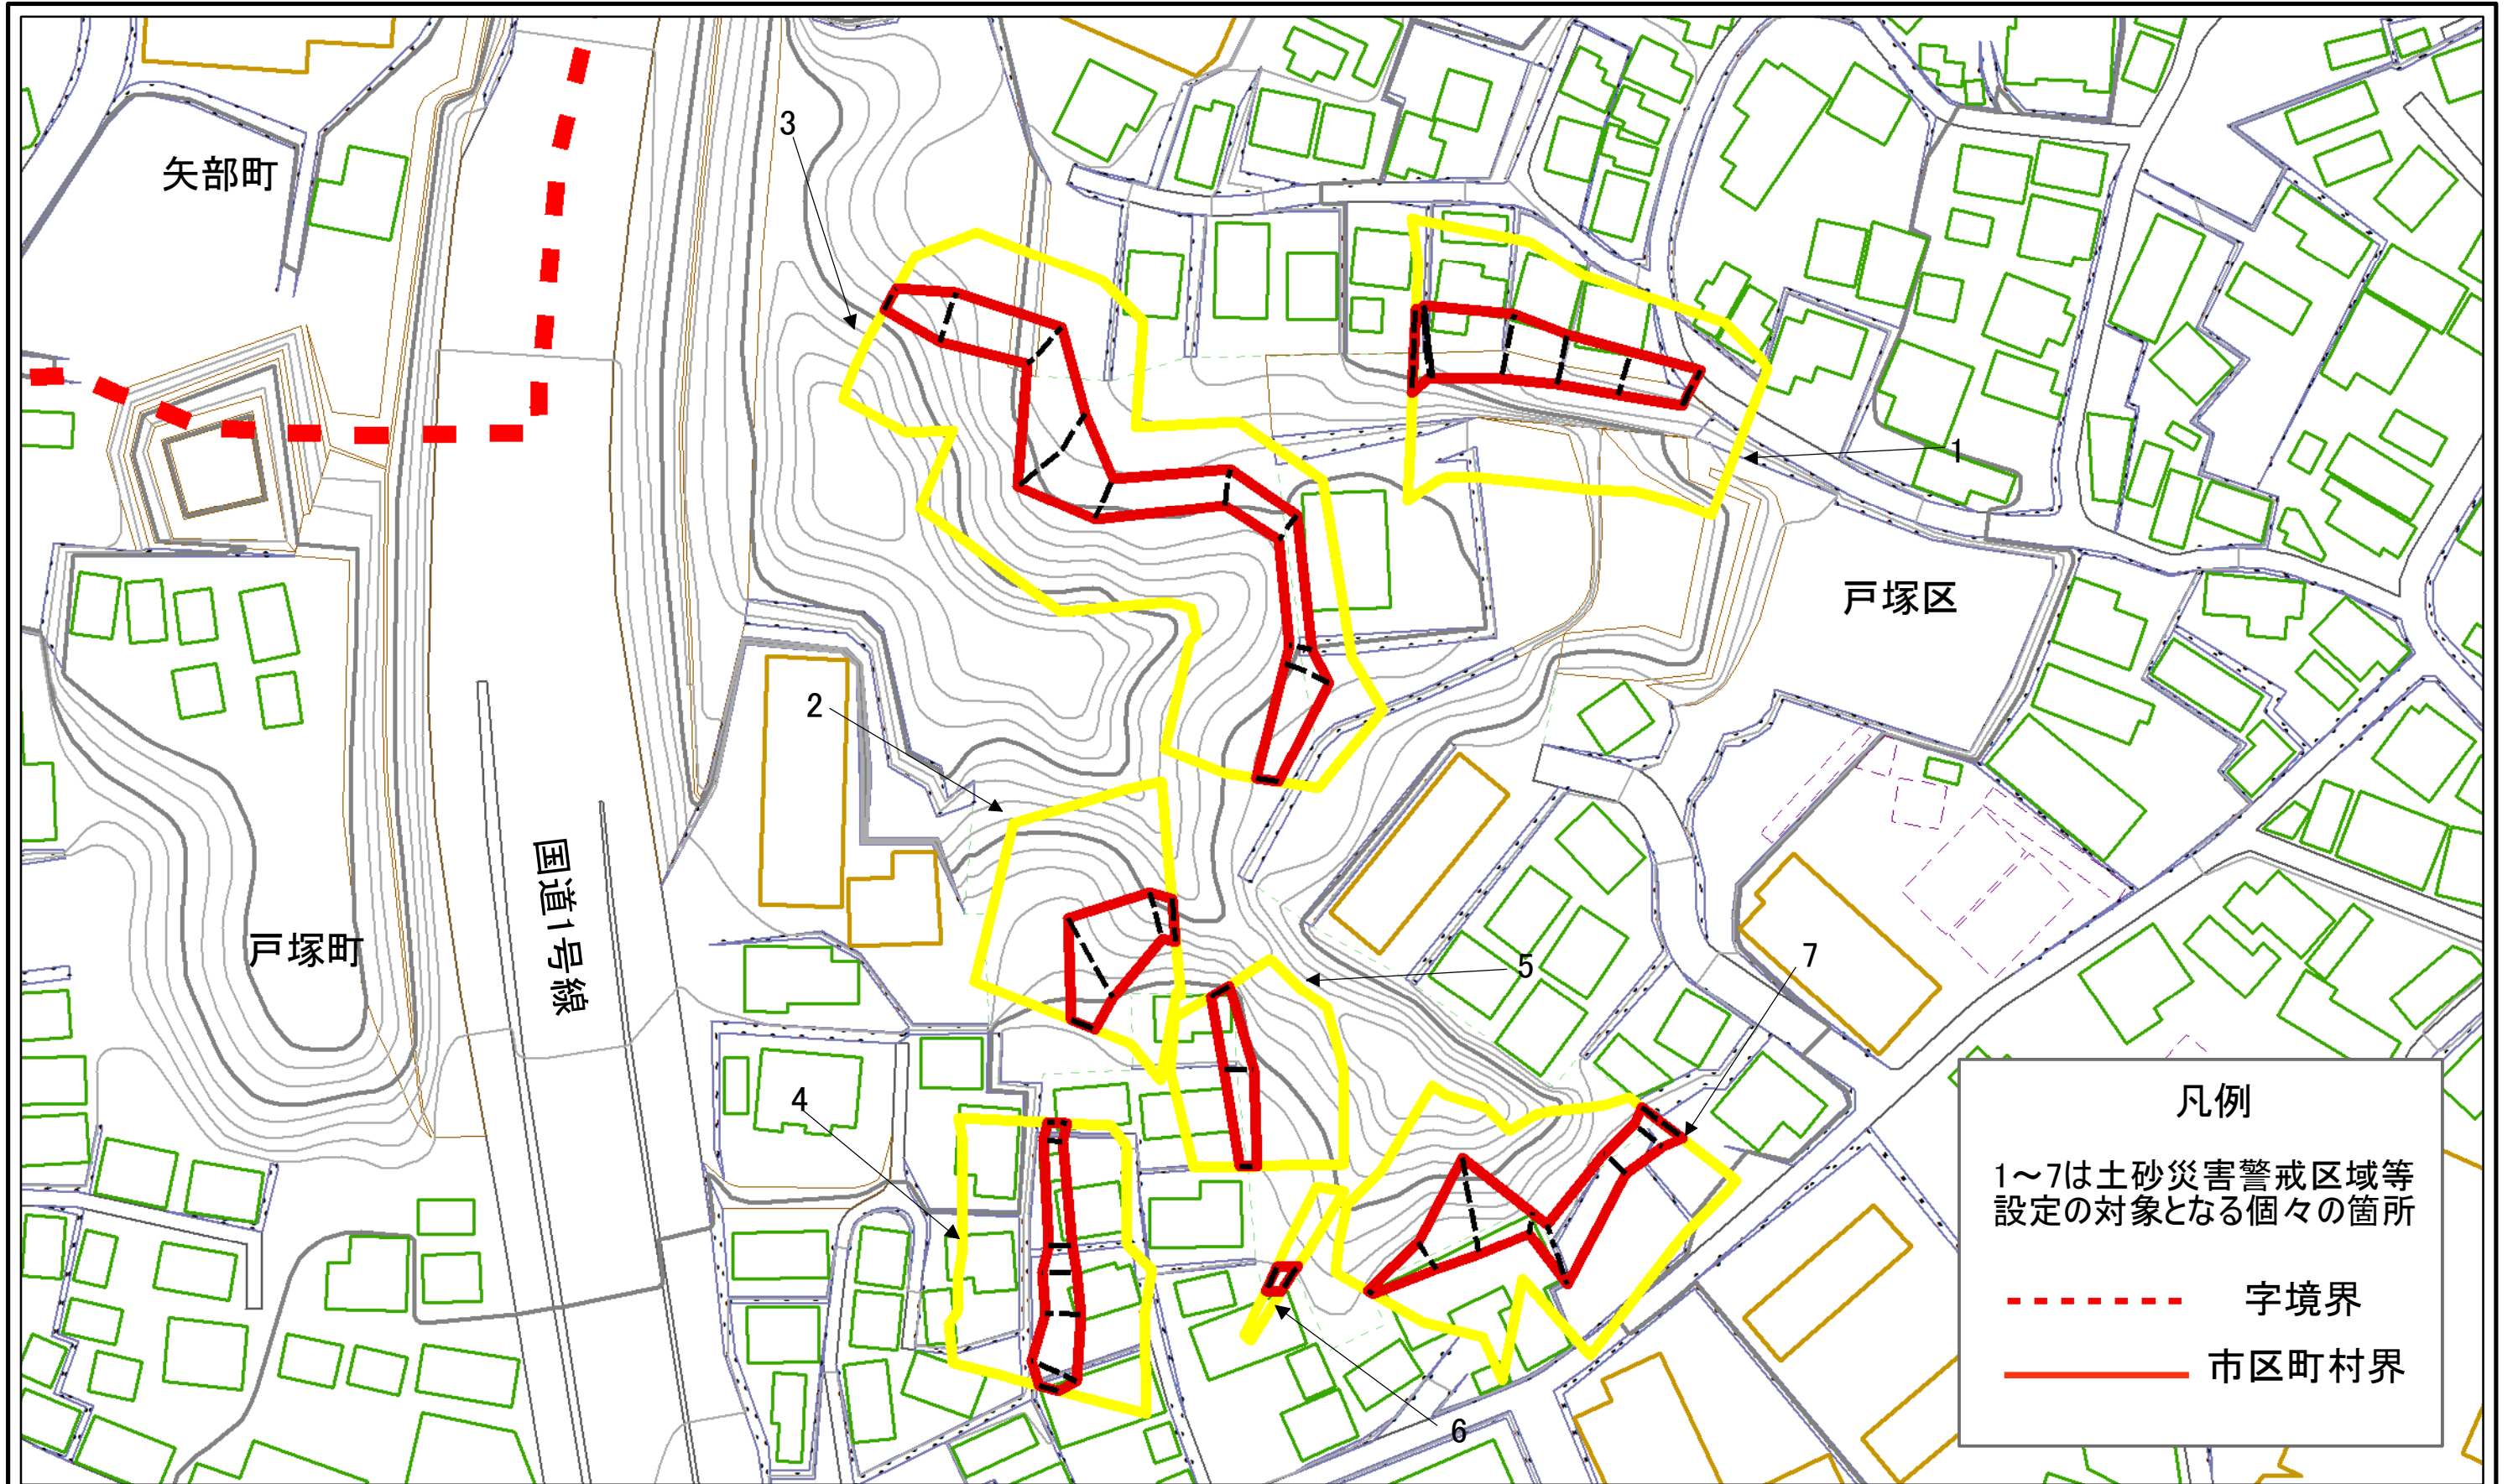 3
矢部町
1
戸塚区
2
国道1号線
戸塚町
5
7
4
6
凡例
1～7は土砂災害警戒区域等
設定の対象となる個々の箇所
字境界
市区町村界